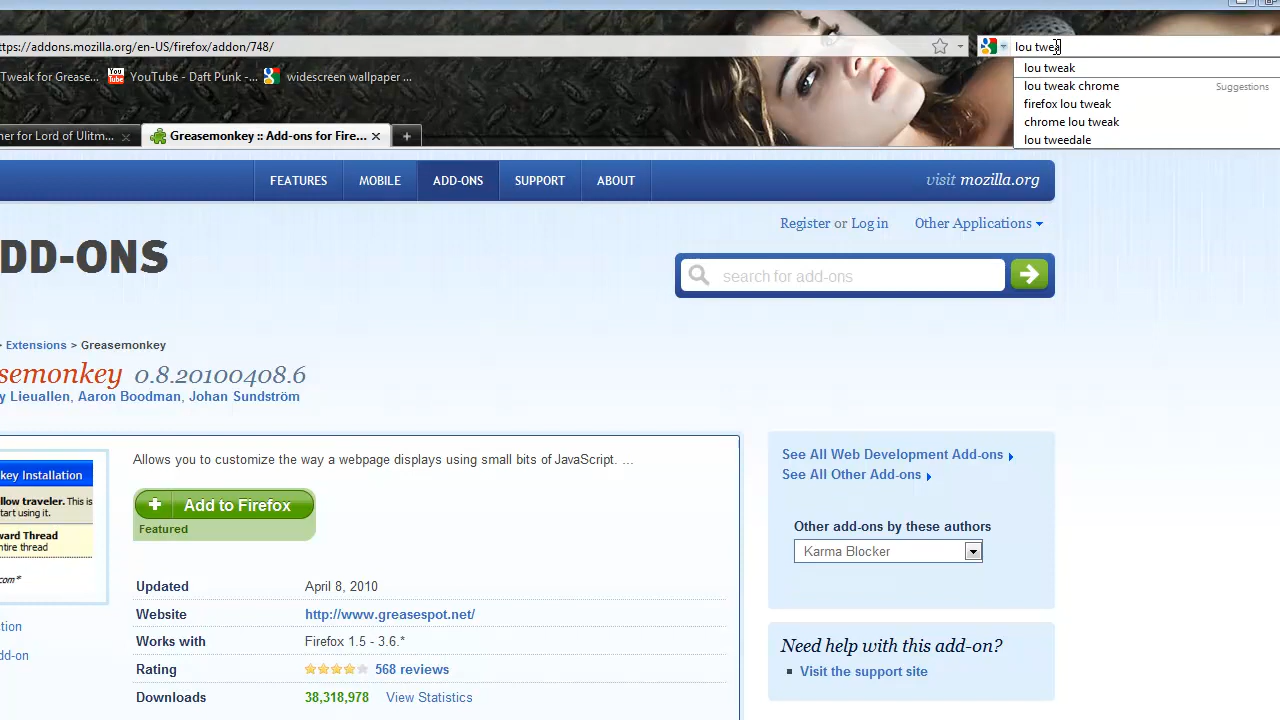 ttps://addons.mozilla.org/en-US/firefox/addon/748/
lou twea
Tweak for Grease...
YouTube - Daft Punk -...
widescreen wallpaper ...
lou tweak
lou tweak chrome
Suggestions
firefox lou tweak
chrome lou tweak
lou tweedale
ner for Lord of Ulitm...
Greasemonkey :: Add-ons for Fire...
FEATURES
MOBILE
ADD-ONS
SUPPORT
ABOUT
visit mozilla.org
Register or Log in
Other Applications
DD-ONS
search for add-ons
> Extensions > Greasemonkey
semonkey 0.8.20100408.6
y Lieuallen, Aaron Boodman, Johan Sundström
key Installation
llow traveler. This is
start using it.
ward Thread
ntire thread
com*
tion
dd-on
Allows you to customize the way a webpage displays using small bits of JavaScript. ...
Add to Firefox
Featured
Updated April 8, 2010
Website http://www.greasespot.net/
Works with Firefox 1.5 - 3.6.*
Rating 568 reviews
Downloads 38,318,978 View Statistics
See All Web Development Add-ons
See All Other Add-ons
Other add-ons by these authors
Karma Blocker
Need help with this add-on?
Visit the support site